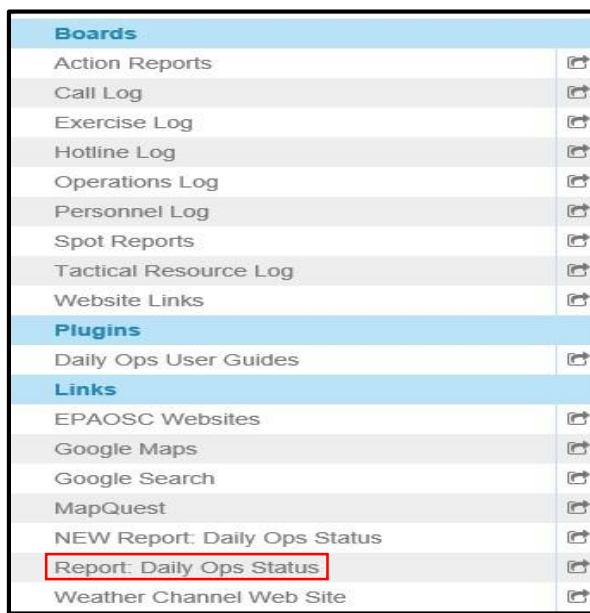 Boards
Action Reports
Call Log
Exercise Log
Hotline Log
Operations Log
Personnel Log
Spot Reports
Tactical Resource Log
Website Links
Plugins
Daily Ops User Guides
Links
EPAOSC Websites
Google Maps
Google Search
MapQuest
NEW Report: Daily Ops Status
Report: Daily Ops Status
Weather Channel Web Site